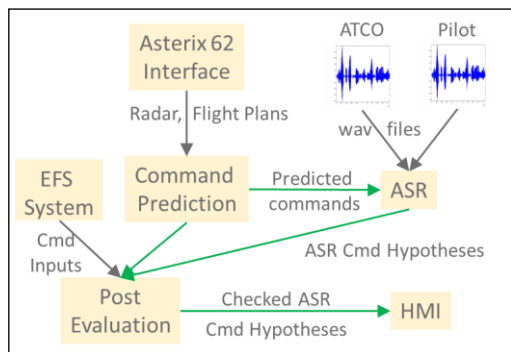 ATCO
Pilot
Asterix 62
Interface
Radar, Flight Plans
wav files
EFS
System
Command
Prediction
Predicted
commands
ASR
Cmd
Inputs
ASR Cmd Hypotheses
Post
Evaluation
Checked ASR
Cmd Hypotheses
HMI